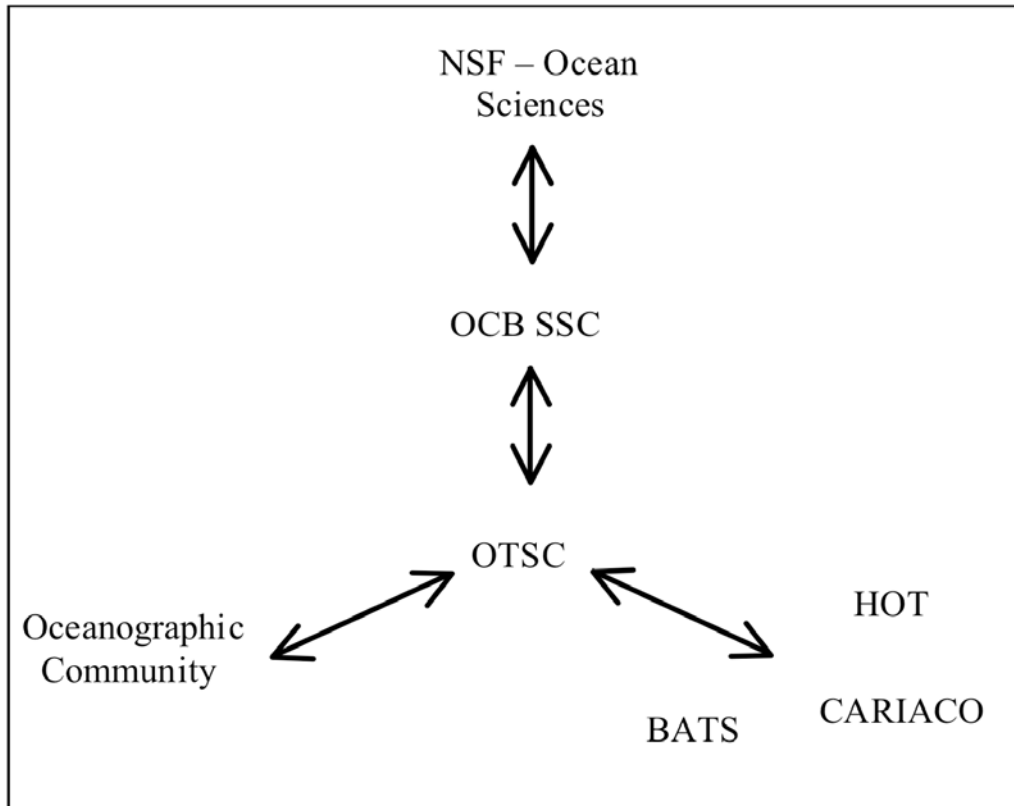 NSF – Ocean
Sciences
OCB SSC
OTSC
Oceanographic
Community
HOT
CARIACO
BATS